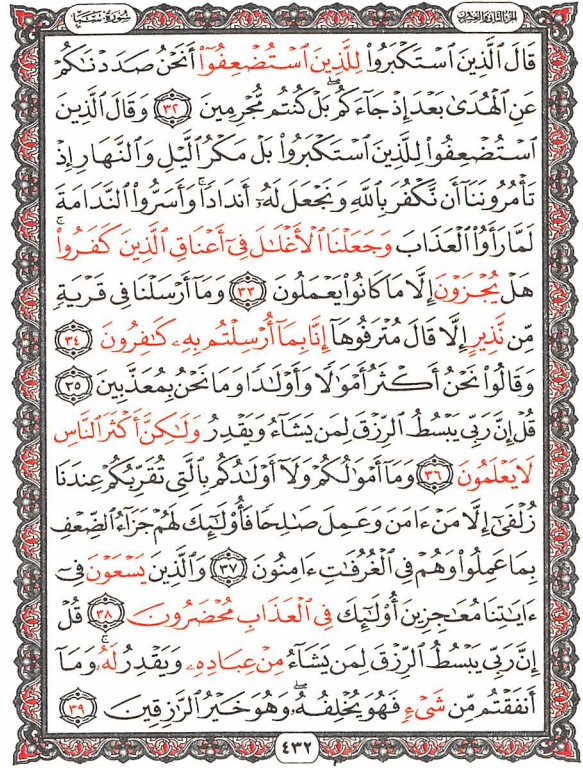 الجزء الثاني والعشرون
سورة سبإ
قَالَ ٱلَّذِينَ ٱسْتَكْبَرُوا۟ لِلَّذِينَ ٱسْتُضْعِفُوٓا۟ أَنَحْنُ صَدَدْنَٰكُمْ
عَنِ ٱلْهُدَىٰ بَعْدَ إِذْ جَآءَكُم ۖ بَلْ كُنتُم مُّجْرِمِينَ ٣٢ وَقَالَ ٱلَّذِينَ
ٱسْتُضْعِفُوا۟ لِلَّذِينَ ٱسْتَكْبَرُوا۟ بَلْ مَكْرُ ٱلَّيْلِ وَٱلنَّهَارِ إِذْ
تَأْمُرُونَنَآ أَن نَّكْفُرَ بِٱللَّهِ وَنَجْعَلَ لَهُۥٓ أَندَادًا ۚ وَأَسَرُّوا۟ ٱلنَّدَامَةَ
لَمَّا رَأَوُا۟ ٱلْعَذَابَ وَجَعَلْنَا ٱلْأَغْلَٰلَ فِىٓ أَعْنَاقِ ٱلَّذِينَ كَفَرُوا۟ ۚ
هَلْ يُجْزَوْنَ إِلَّا مَا كَانُوا۟ يَعْمَلُونَ ٣٣ وَمَآ أَرْسَلْنَا فِى قَرْيَةٍ
مِّن نَّذِيرٍ إِلَّا قَالَ مُتْرَفُوهَآ إِنَّا بِمَآ أُرْسِلْتُم بِهِۦ كَٰفِرُونَ ٣٤
وَقَالُوا۟ نَحْنُ أَكْثَرُ أَمْوَٰلًا وَأَوْلَٰدًا وَمَا نَحْنُ بِمُعَذَّبِينَ ٣٥
قُلْ إِنَّ رَبِّى يَبْسُطُ ٱلرِّزْقَ لِمَن يَشَآءُ وَيَقْدِرُ وَلَٰكِنَّ أَكْثَرَ ٱلنَّاسِ
لَا يَعْلَمُونَ ٣٦ وَمَآ أَمْوَٰلُكُمْ وَلَآ أَوْلَٰدُكُم بِٱلَّتِى تُقَرِّبُكُمْ عِندَنَا
زُلْفَىٰٓ إِلَّا مَنْ ءَامَنَ وَعَمِلَ صَٰلِحًا فَأُو۟لَٰٓئِكَ لَهُمْ جَزَآءُ ٱلضِّعْفِ
بِمَا عَمِلُوا۟ وَهُمْ فِى ٱلْغُرُفَٰتِ ءَامِنُونَ ٣٧ وَٱلَّذِينَ يَسْعَوْنَ فِىٓ
ءَايَٰتِنَا مُعَٰجِزِينَ أُو۟لَٰٓئِكَ فِى ٱلْعَذَابِ مُحْضَرُونَ ٣٨ قُلْ
إِنَّ رَبِّى يَبْسُطُ ٱلرِّزْقَ لِمَن يَشَآءُ مِنْ عِبَادِهِۦ وَيَقْدِرُ لَهُۥ ۚ وَمَآ
أَنفَقْتُم مِّن شَىْءٍ فَهُوَ يُخْلِفُهُۥ ۖ وَهُوَ خَيْرُ ٱلرَّٰزِقِينَ ٣٩
٤٣٢